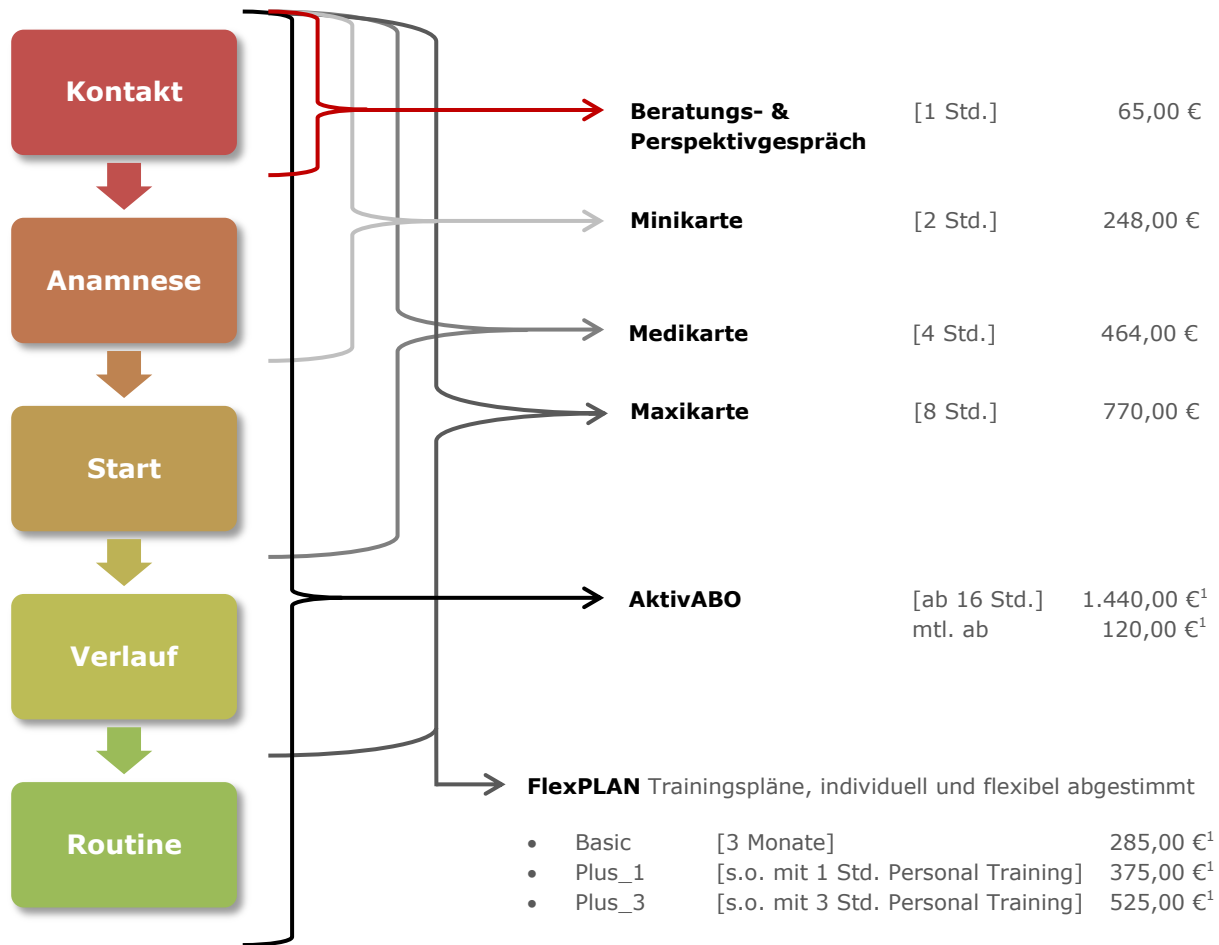 Kontakt
Anamnese
Start
Verlauf
Routine
Beratungs- & [1 Std.] 65,00 €
Perspektivgespräch
Minikarte [2 Std.] 248,00 €
Medikarte [4 Std.] 464,00 €
Maxikarte [8 Std.] 770,00 €
AktivABO [ab 16 Std.] 1.440,00 €¹
mtl. ab 120,00 €¹
FlexPLAN Trainingspläne, individuell und flexibel abgestimmt
• Basic [3 Monate] 285,00 €¹
• Plus_1 [s.o. mit 1 Std. Personal Training] 375,00 €¹
• Plus_3 [s.o. mit 3 Std. Personal Training] 525,00 €¹